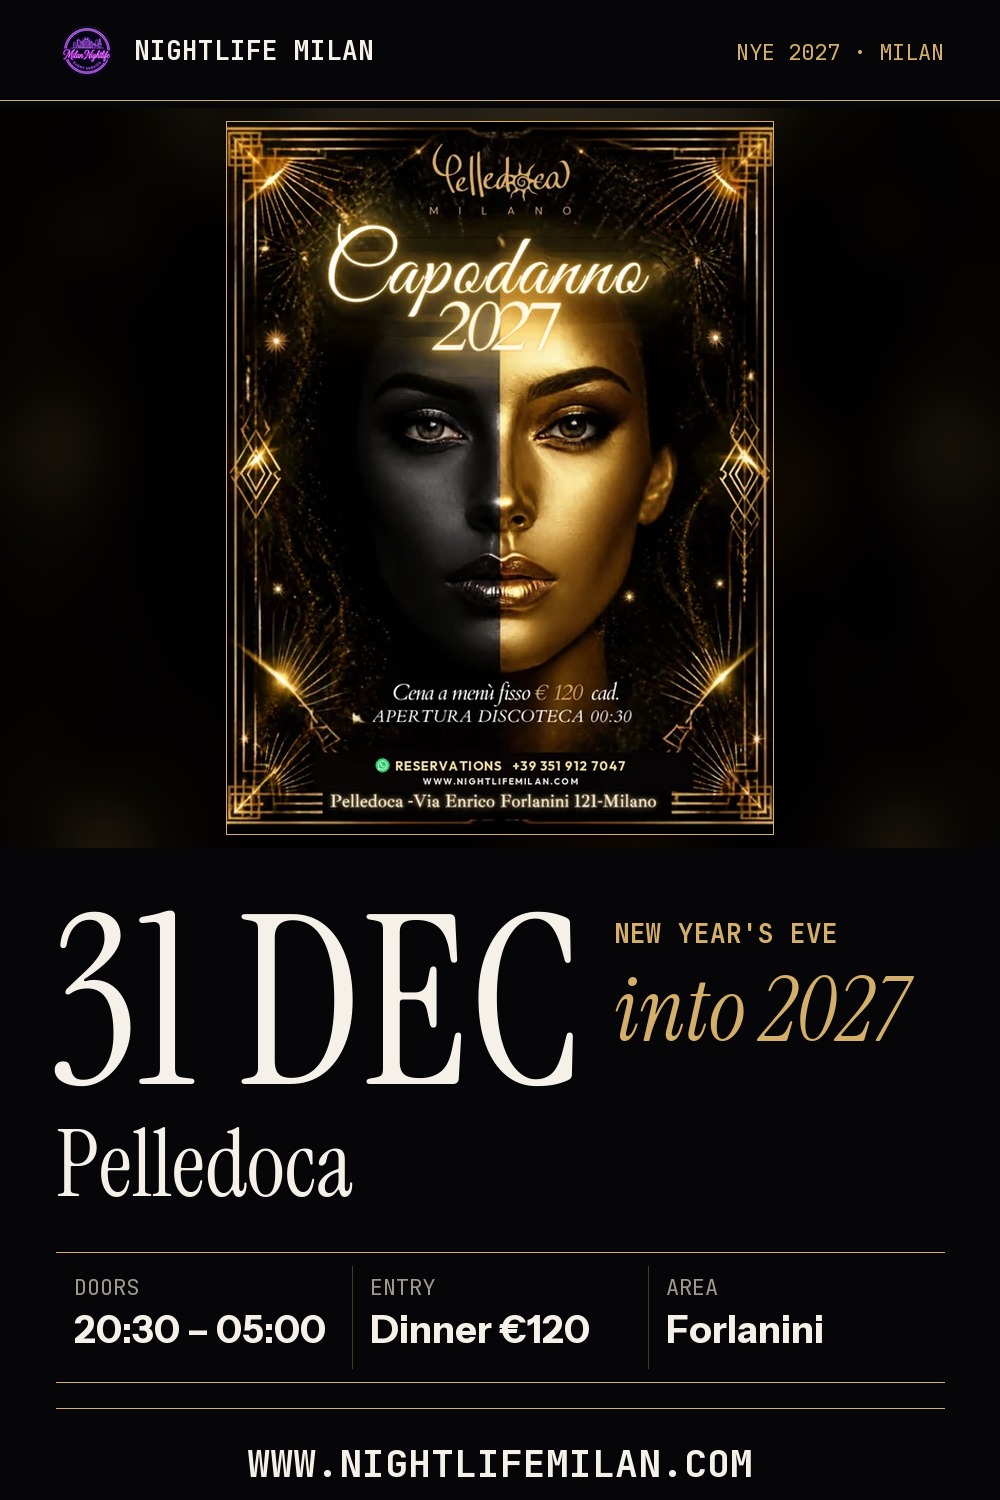 Milan Nightlife
NIGHTLIFE MILAN
NYE 2027 · MILAN
Pelledoca
MILANO
Capodanno
2027
Cena a menù fisso € 120 cad.
APERTURA DISCOTECA 00:30
RESERVATIONS +39 351 912 7047
WWW.NIGHTLIFEMILAN.COM
Pelledoca -Via Enrico Forlanini 121-Milano
31 DEC
NEW YEAR'S EVE
into 2027
Pelledoca
DOORS
20:30 – 05:00
ENTRY
Dinner €120
AREA
Forlanini
WWW.NIGHTLIFEMILAN.COM